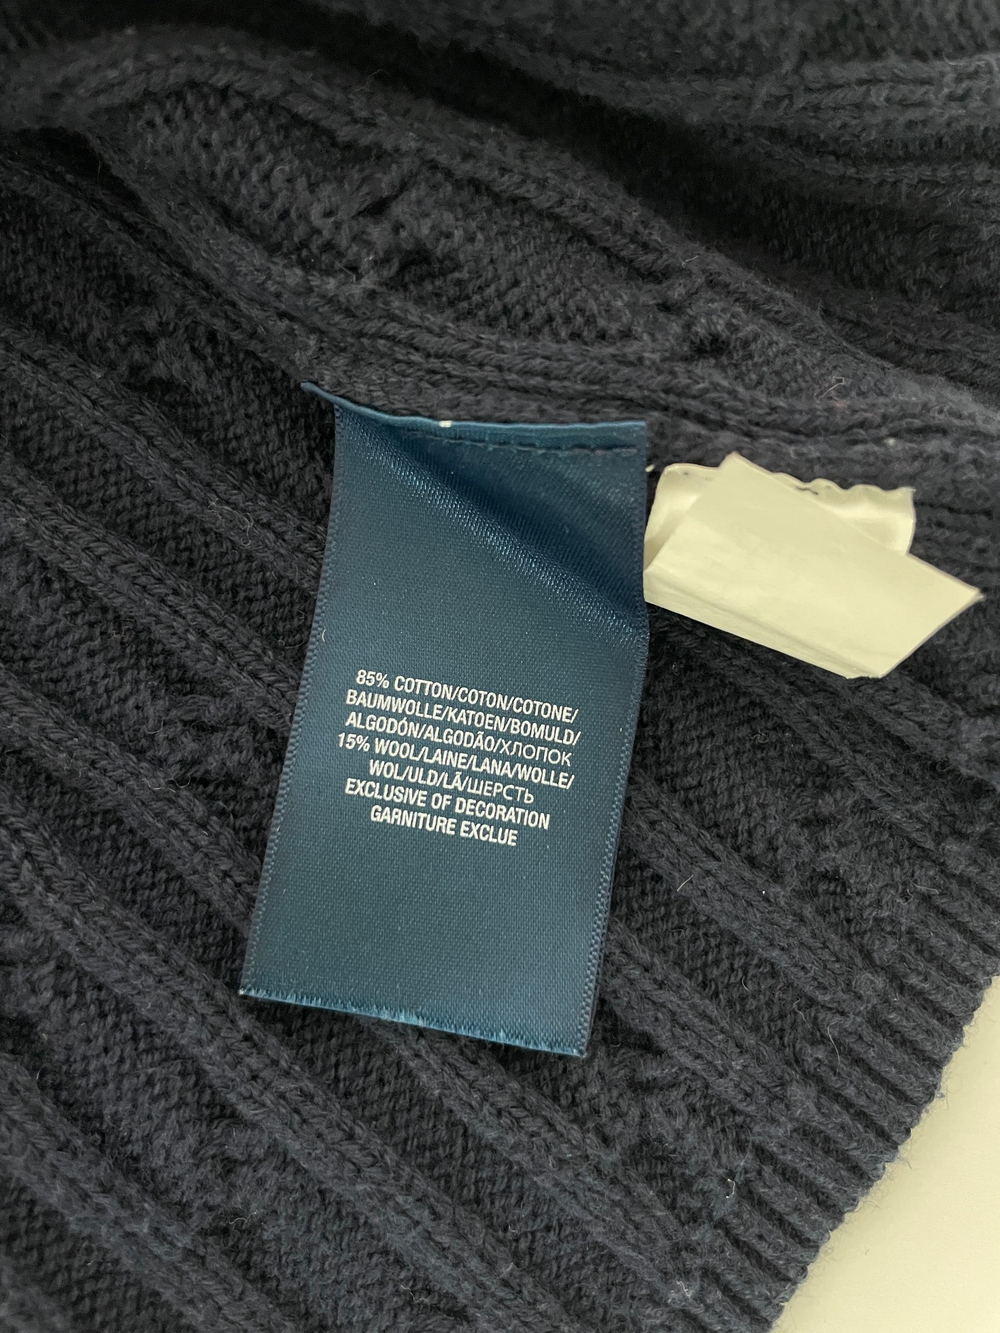 85% COTTON/COTON/COTONE/
BAUMWOLLE/KATOEN/BOMULD/
ALGODÓN/ALGODÃO/ХЛОПОК
15% WOOL/LAINE/LANA/WOLLE/
WOL/ULD/LÃ/ШЕРСТЬ
EXCLUSIVE OF DECORATION
GARNITURE EXCLUE